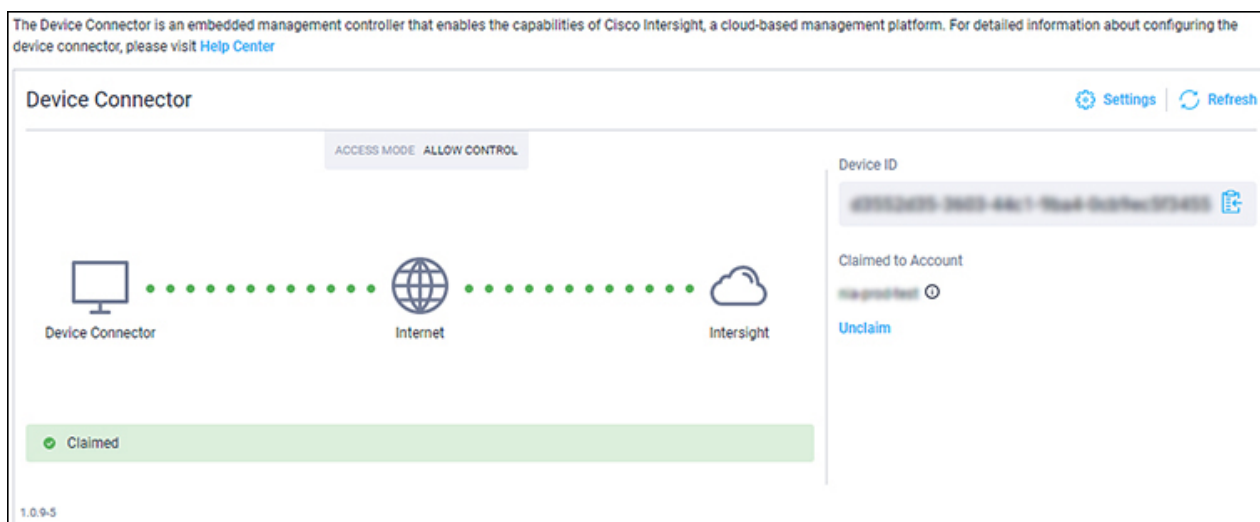 The Device Connector is an embedded management controller that enables the capabilities of Cisco Intersight, a cloud-based management platform. For detailed information about configuring the
device connector, please visit Help Center
Device Connector
Settings
Refresh
ACCESS MODE ALLOW CONTROL
Device ID
Claimed to Account
Unclaim
Device Connector
Internet
Intersight
Claimed
1.0.9-5